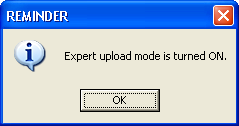 REMINDER
Expert upload mode is turned ON.
OK